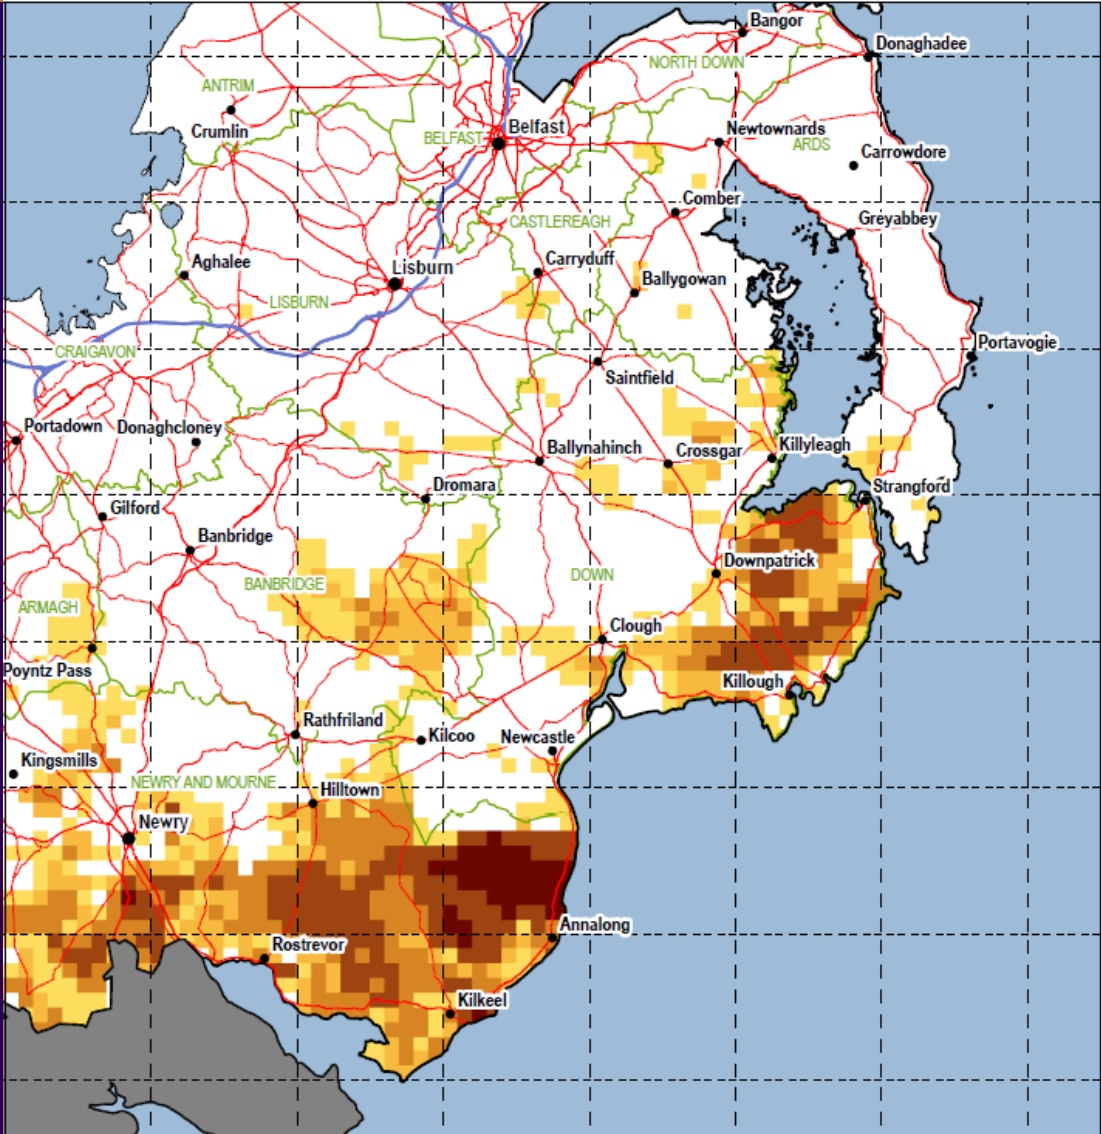 Bangor
Donaghadee
NORTH DOWN
ANTRIM
Crumlin
BELFAST
Belfast
Newtownards
ARDS
Carrowdore
Comber
Greyabbey
CASTLEREAGH
Aghalee
Lisburn
Carryduff
Ballygowan
LISBURN
CRAIGAVON
Portavogie
Saintfield
Portadown
Donaghcloney
Ballynahinch
Crossgar
Killyleagh
Dromara
Strangford
Gilford
Banbridge
Downpatrick
BANBRIDGE
DOWN
ARMAGH
Clough
Poyntz Pass
Killough
Rathfriland
Kilcoo
Newcastle
Kingsmills
NEWRY AND MOURNE
Hilltown
Newry
Annalong
Rostrevor
Kilkeel